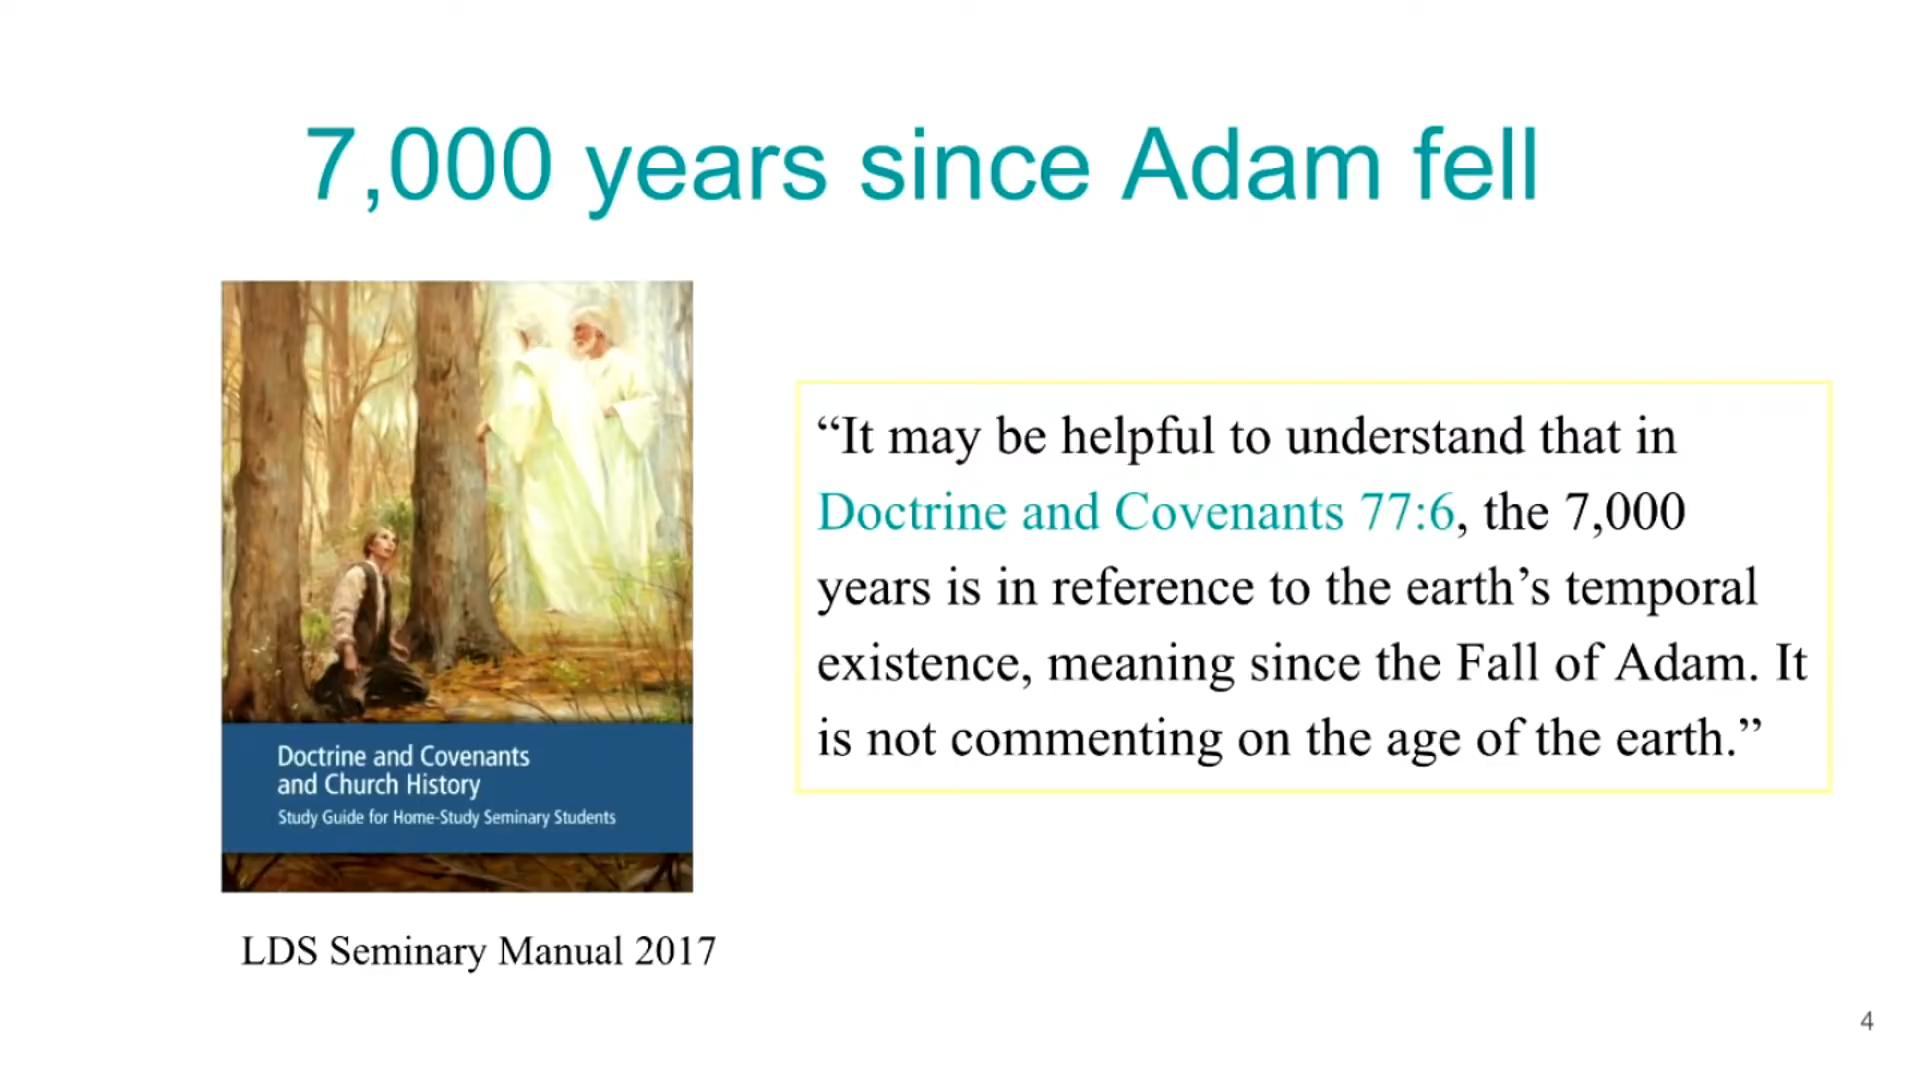 7,000 years since Adam fell
Doctrine and Covenants
and Church History
Study Guide for Home-Study Seminary Students
LDS Seminary Manual 2017
“It may be helpful to understand that in
Doctrine and Covenants 77:6, the 7,000
years is in reference to the earth’s temporal
existence, meaning since the Fall of Adam. It
is not commenting on the age of the earth.”
4